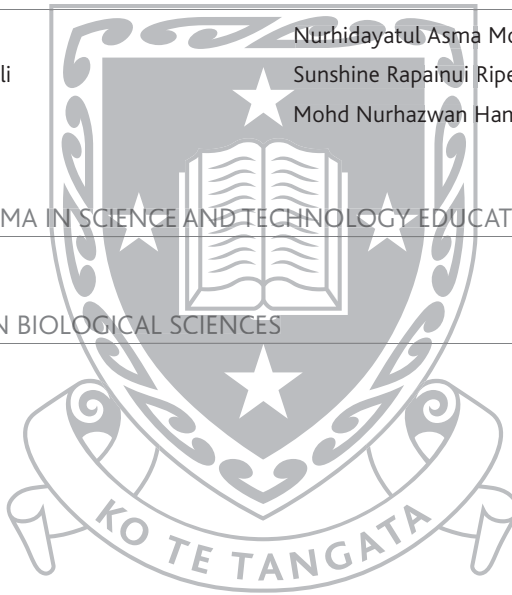 Nurhidayatul Asma Mo
li
Sunshine Rapainui Ripe
Mohd Nurhazwan Han
MA IN SCIENCE AND TECHNOLOGY EDUCAT
N BIOLOGICAL SCIENCES
KO TE TANGATA